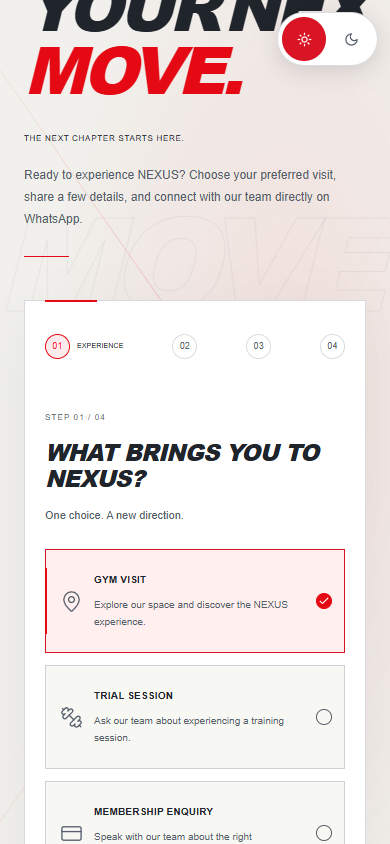 YOUR NEXT
MOVE.
THE NEXT CHAPTER STARTS HERE.
Ready to experience NEXUS? Choose your preferred visit,
share a few details, and connect with our team directly on
WhatsApp.
MOVE
01 EXPERIENCE 02 03 04
STEP 01 / 04
WHAT BRINGS YOU TO
NEXUS?
One choice. A new direction.
GYM VISIT
Explore our space and discover the NEXUS
experience.
TRIAL SESSION
Ask our team about experiencing a training
session.
MEMBERSHIP ENQUIRY
Speak with our team about the right